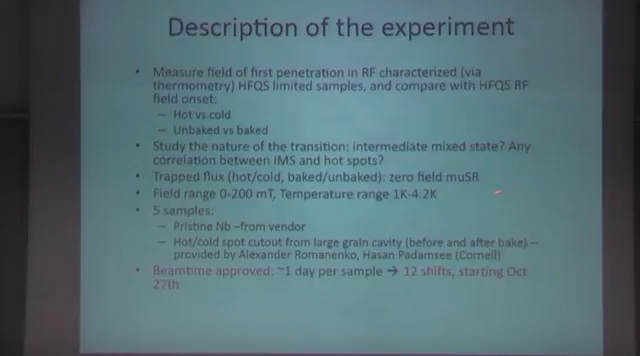 Description of the experiment
• Measure field of first penetration in RF characterized (via
thermometry) HFQS limited samples, and compare with HFQS RF
field onset:
– Hot vs cold
– Unbaked vs baked
• Study the nature of the transition: intermediate mixed state? Any
correlation between IMS and hot spots?
• Trapped flux (hot/cold, baked/unbaked): zero field muSR
• Field range 0-200 mT, Temperature range 1K-4.2K
• 5 samples:
– Pristine Nb –from vendor
– Hot/cold spot cutout from large grain cavity (before and after bake) –
provided by Alexander Romanenko, Hasan Padamsee (Cornell)
• Beamtime approved: ~1 day per sample → 12 shifts, starting Oct
27th